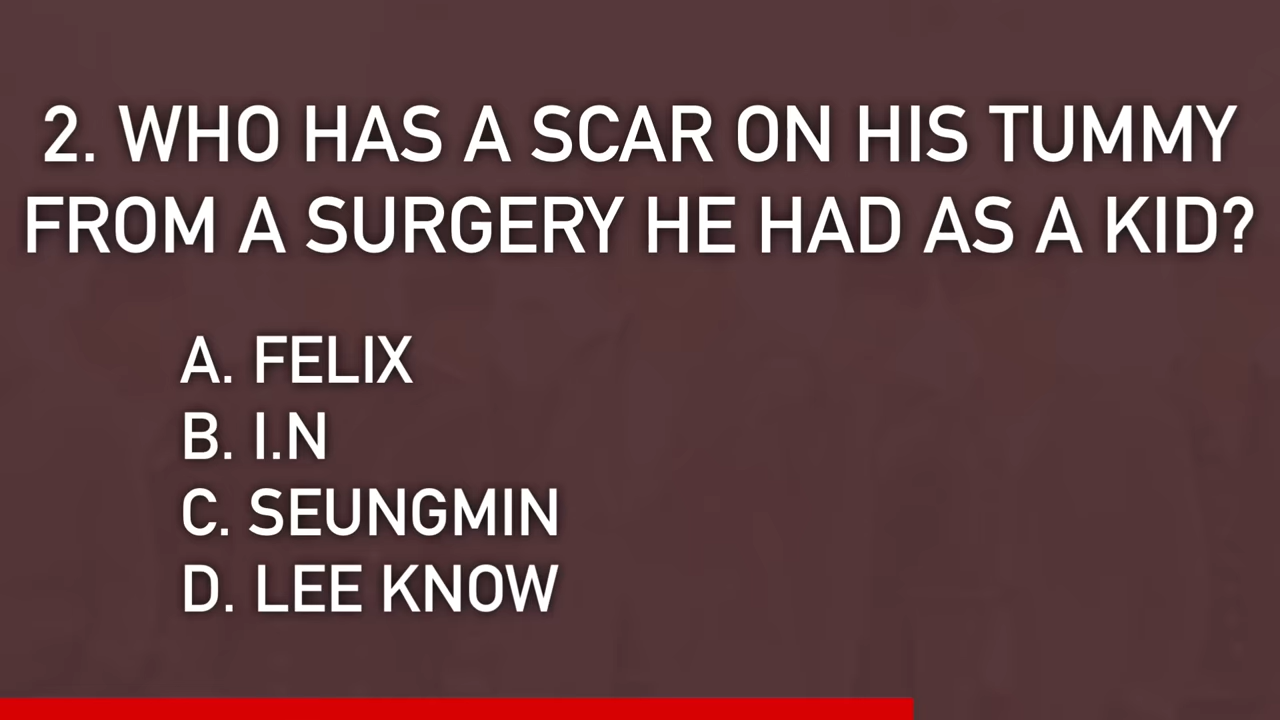 2. WHO HAS A SCAR ON HIS TUMMY
FROM A SURGERY HE HAD AS A KID?
A. FELIX
B. I.N
C. SEUNGMIN
D. LEE KNOW